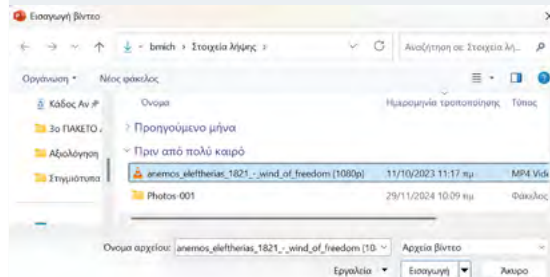 Εισαγωγή βίντεο
bmich > Στοιχεία λήψης >
Αναζήτηση σε: Στοιχεία λή...
Οργάνωση
Νέος φάκελος
Όνομα
Ημερομηνία τροποποίησης
Τύπος
Κάδος Αν
3ο ΠΑΚΕΤΟ
Αξιολόγηση
Στιγμιότυπα
Προηγούμενο μήνα
Πριν από πολύ καιρό
anemos_eleftherias_1821_-_wind_of_freedom (1080p) 11/10/2023 11:17 πμ MP4 Vide
Photos-001 29/11/2024 10:09 πμ Φάκελος
Όνομα αρχείου: anemos_eleftherias_1821_-_wind_of_freedom (10 Αρχεία βίντεο
Εργαλεία Εισαγωγή Άκυρο